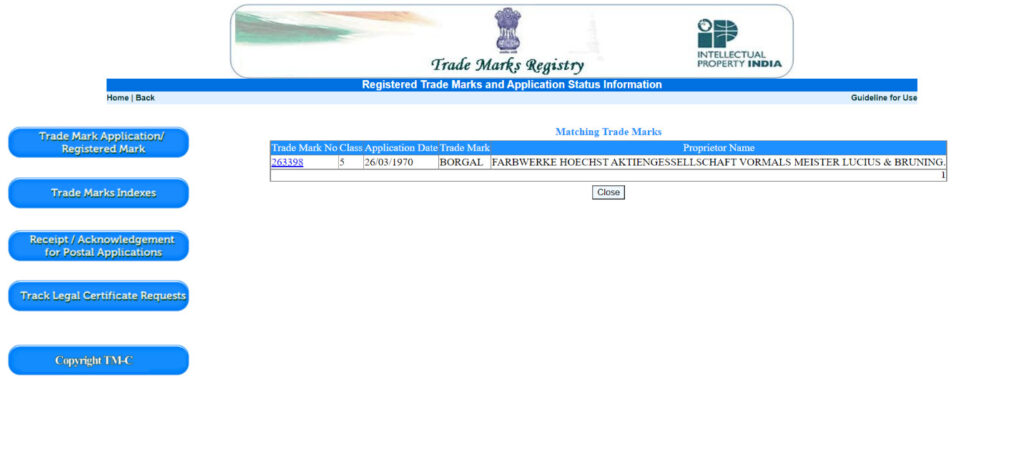 Trade Marks Registry
INTELLECTUAL
PROPERTY INDIA
Registered Trade Marks and Application Status Information
Home | Back
Guideline for Use
Trade Mark Application/
Registered Mark
Trade Marks Indexes
Receipt / Acknowledgement
for Postal Applications
Track Legal Certificate Requests
Copyright TM-C
Matching Trade Marks
Trade Mark No Class Application Date Trade Mark Proprietor Name
263398 5 26/03/1970 BORGAL FARBWERKE HOECHST AKTIENGESSELLSCHAFT VORMALS MEISTER LUCIUS & BRUNING.
1
Close